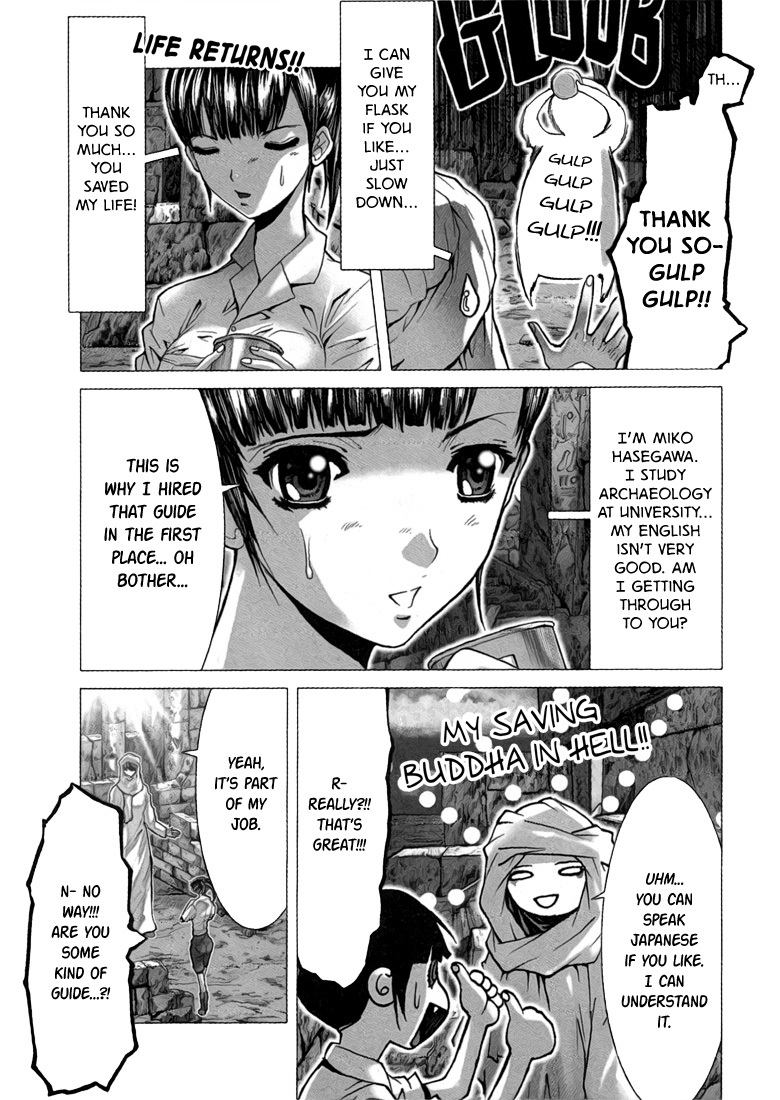 TH...
THANK
YOU SO-
GULP
GULP!!
GLUUB
GULP
GULP
GULP
GULP!!!
I CAN
GIVE
YOU MY
FLASK
IF YOU
LIKE...
JUST
SLOW
DOWN...
LIFE RETURNS!!
THANK
YOU SO
MUCH...
YOU
SAVED
MY LIFE!
I'M MIKO
HASEGAWA.
I STUDY
ARCHAEOLOGY
AT UNIVERSITY...
MY ENGLISH
ISN'T VERY
GOOD. AM
I GETTING
THROUGH
TO YOU?
THIS IS
WHY I HIRED
THAT GUIDE
IN THE FIRST
PLACE... OH
BOTHER...
UHM...
YOU CAN
SPEAK
JAPANESE
IF YOU LIKE.
I CAN
UNDERSTAND
IT.
MY SAVING
BUDDHA IN HELL!!
R-
REALLY?!!
THAT'S
GREAT!!!
YEAH,
IT'S PART
OF MY
JOB.
N- NO
WAY!!!
ARE YOU
SOME
KIND OF
GUIDE...?!